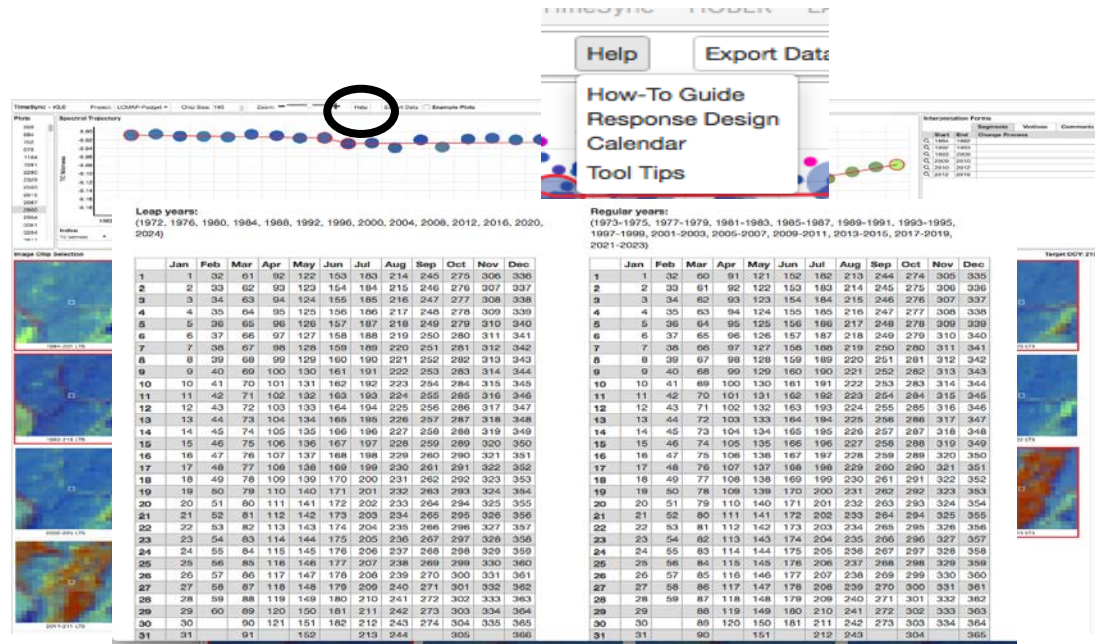 TimeSync
Help Export Data
How-To Guide
Response Design
Calendar
Tool Tips
TimeSync - v3.0 Project: LCMAP-Fudget Chip Size: 195 Zoom: Help Export Data Example Plots
Plots Spectral Trajectory
Interpretation Forms
Segments Vertices Comments
Start End Change Process
1984 1992
1992 1993
1993 2009
2009 2010
2010 2012
2012 2016
Index
TC Wetness
Image Chip Selection
Target DOY: 213
Leap years:
(1972, 1976, 1980, 1984, 1988, 1992, 1996, 2000, 2004, 2008, 2012, 2016, 2020,
2024)
Jan Feb Mar Apr May Jun Jul Aug Sep Oct Nov Dec
1 1 32 61 92 122 153 183 214 245 275 306 336
2 2 33 62 93 123 154 184 215 246 276 307 337
3 3 34 63 94 124 155 185 216 247 277 308 338
4 4 35 64 95 125 156 186 217 248 278 309 339
5 5 36 65 96 126 157 187 218 249 279 310 340
6 6 37 66 97 127 158 188 219 250 280 311 341
7 7 38 67 98 128 159 189 220 251 281 312 342
8 8 39 68 99 129 160 190 221 252 282 313 343
9 9 40 69 100 130 161 191 222 253 283 314 344
10 10 41 70 101 131 162 192 223 254 284 315 345
11 11 42 71 102 132 163 193 224 255 285 316 346
12 12 43 72 103 133 164 194 225 256 286 317 347
13 13 44 73 104 134 165 195 226 257 287 318 348
14 14 45 74 105 135 166 196 227 258 288 319 349
15 15 46 75 106 136 167 197 228 259 289 320 350
16 16 47 76 107 137 168 198 229 260 290 321 351
17 17 48 77 108 138 169 199 230 261 291 322 352
18 18 49 78 109 139 170 200 231 262 292 323 353
19 19 50 79 110 140 171 201 232 263 293 324 354
20 20 51 80 111 141 172 202 233 264 294 325 355
21 21 52 81 112 142 173 203 234 265 295 326 356
22 22 53 82 113 143 174 204 235 266 296 327 357
23 23 54 83 114 144 175 205 236 267 297 328 358
24 24 55 84 115 145 176 206 237 268 298 329 359
25 25 56 85 116 146 177 207 238 269 299 330 360
26 26 57 86 117 147 178 208 239 270 300 331 361
27 27 58 87 118 148 179 209 240 271 301 332 362
28 28 59 88 119 149 180 210 241 272 302 333 363
29 29 60 89 120 150 181 211 242 273 303 334 364
30 30 90 121 151 182 212 243 274 304 335 365
31 31 91 152 213 244 305 366
Regular years:
(1973-1975, 1977-1979, 1981-1983, 1985-1987, 1989-1991, 1993-1995,
1997-1999, 2001-2003, 2005-2007, 2009-2011, 2013-2015, 2017-2019,
2021-2023)
Jan Feb Mar Apr May Jun Jul Aug Sep Oct Nov Dec
1 1 32 60 91 121 152 182 213 244 274 305 335
2 2 33 61 92 122 153 183 214 245 275 306 336
3 3 34 62 93 123 154 184 215 246 276 307 337
4 4 35 63 94 124 155 185 216 247 277 308 338
5 5 36 64 95 125 156 186 217 248 278 309 339
6 6 37 65 96 126 157 187 218 249 279 310 340
7 7 38 66 97 127 158 188 219 250 280 311 341
8 8 39 67 98 128 159 189 220 251 281 312 342
9 9 40 68 99 129 160 190 221 252 282 313 343
10 10 41 69 100 130 161 191 222 253 283 314 344
11 11 42 70 101 131 162 192 223 254 284 315 345
12 12 43 71 102 132 163 193 224 255 285 316 346
13 13 44 72 103 133 164 194 225 256 286 317 347
14 14 45 73 104 134 165 195 226 257 287 318 348
15 15 46 74 105 135 166 196 227 258 288 319 349
16 16 47 75 106 136 167 197 228 259 289 320 350
17 17 48 76 107 137 168 198 229 260 290 321 351
18 18 49 77 108 138 169 199 230 261 291 322 352
19 19 50 78 109 139 170 200 231 262 292 323 353
20 20 51 79 110 140 171 201 232 263 293 324 354
21 21 52 80 111 141 172 202 233 264 294 325 355
22 22 53 81 112 142 173 203 234 265 295 326 356
23 23 54 82 113 143 174 204 235 266 296 327 357
24 24 55 83 114 144 175 205 236 267 297 328 358
25 25 56 84 115 145 176 206 237 268 298 329 359
26 26 57 85 116 146 177 207 238 269 299 330 360
27 27 58 86 117 147 178 208 239 270 300 331 361
28 28 59 87 118 148 179 209 240 271 301 332 362
29 29 88 119 149 180 210 241 272 302 333 363
30 30 89 120 150 181 211 242 273 303 334 364
31 31 90 151 212 243 304 365